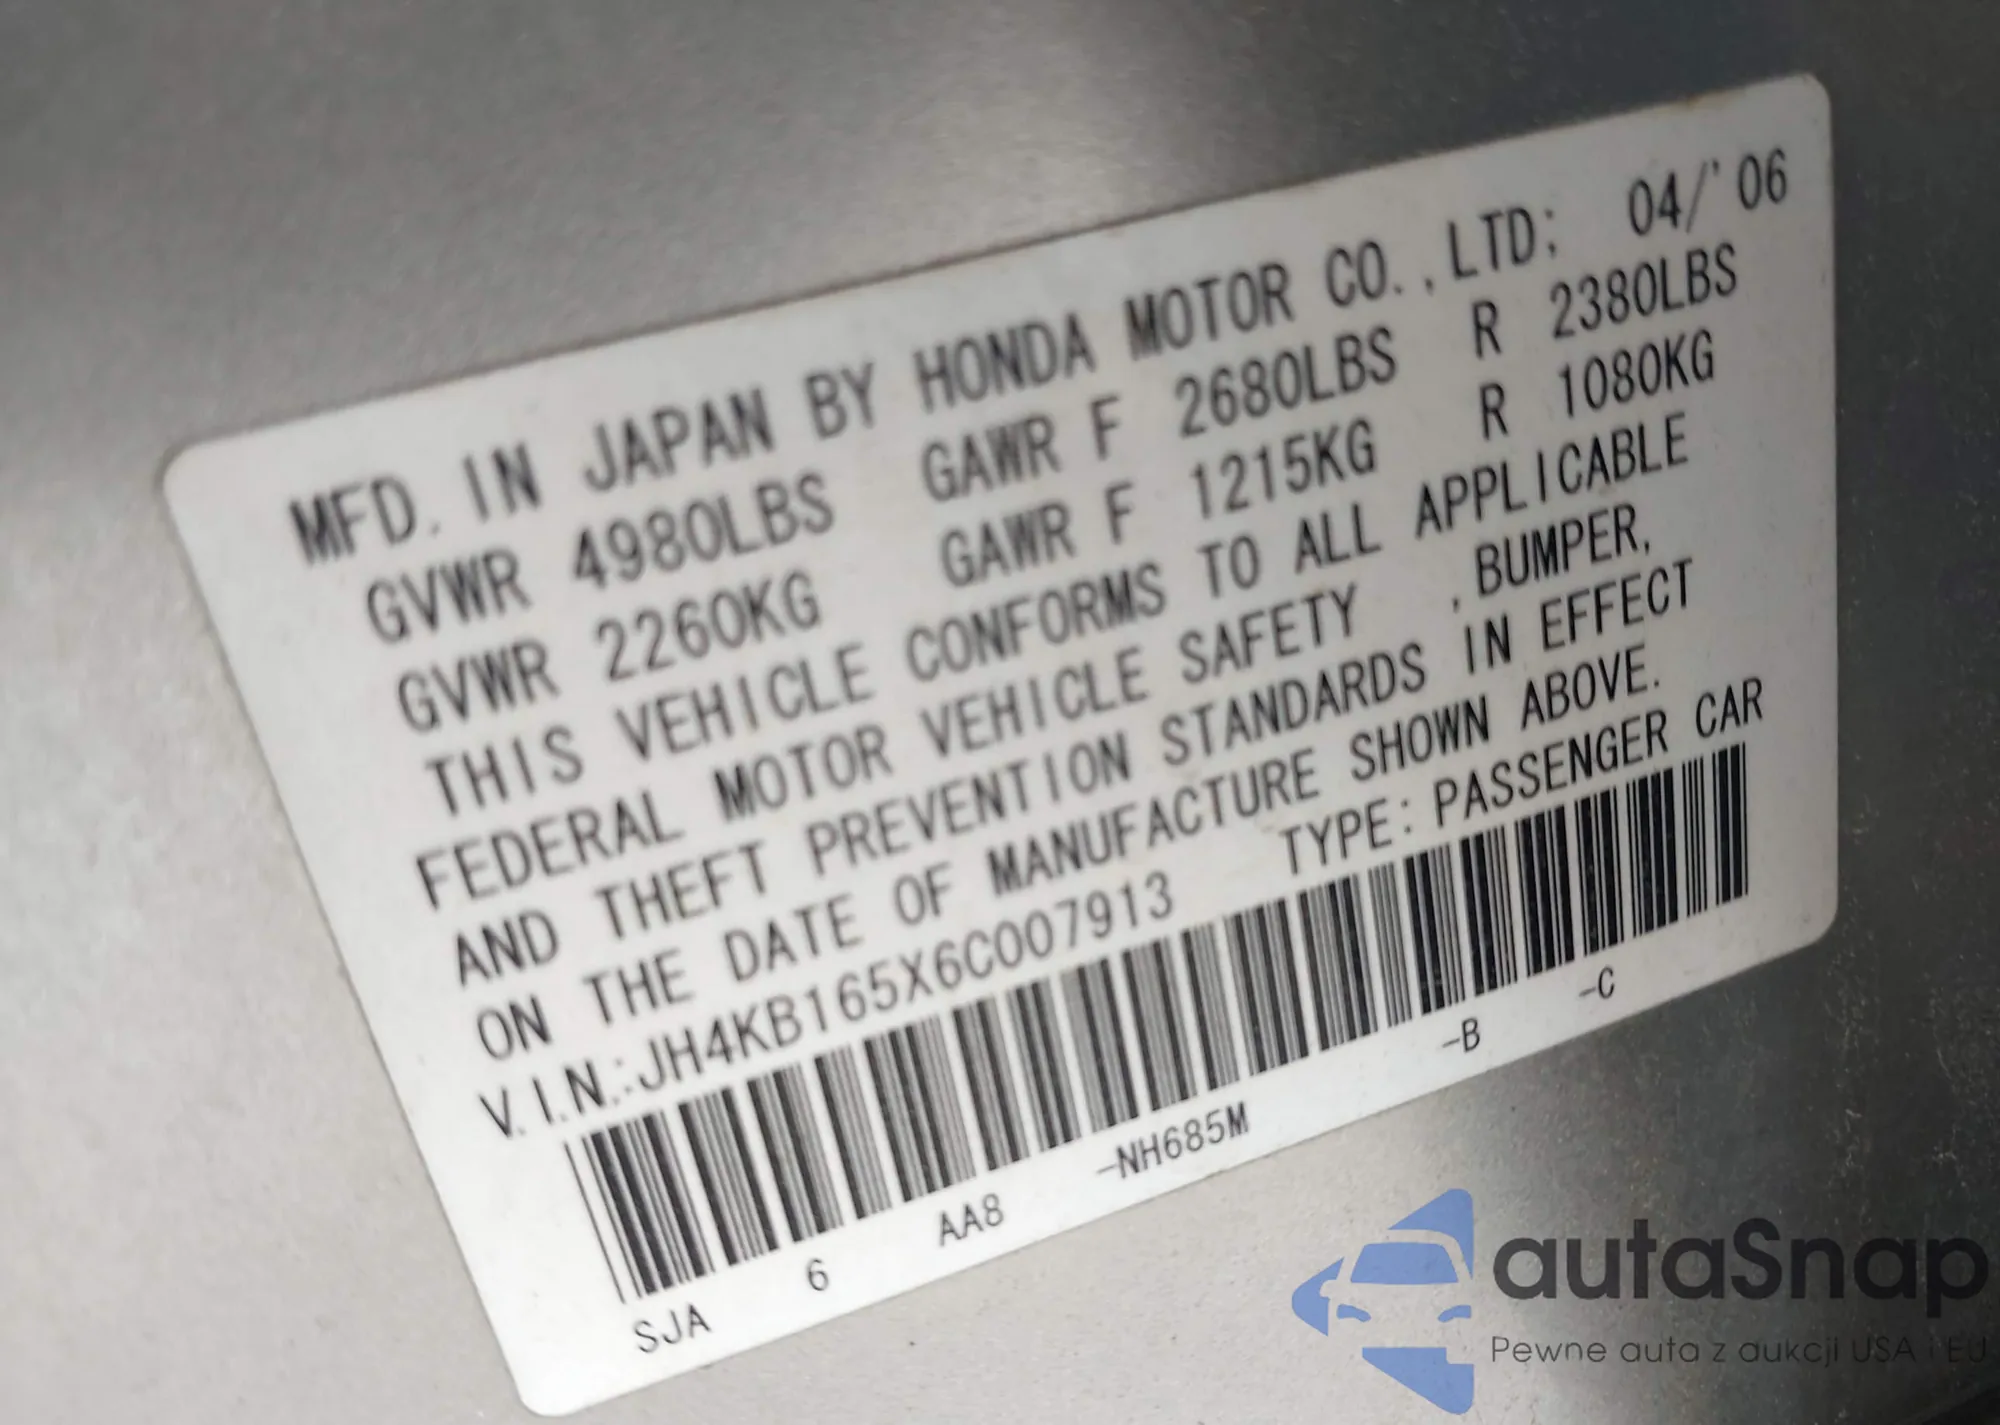 MFD. IN JAPAN BY HONDA MOTOR CO.,LTD; 04/'06
GVWR 4980LBS GAWR F 2680LBS R 2380LBS
GVWR 2260KG GAWR F 1215KG R 1080KG
THIS VEHICLE CONFORMS TO ALL APPLICABLE
FEDERAL MOTOR VEHICLE SAFETY ,BUMPER,
AND THEFT PREVENTION STANDARDS IN EFFECT
ON THE DATE OF MANUFACTURE SHOWN ABOVE.
V.I.N.:JH4KB165X6C007913 TYPE:PASSENGER CAR
SJA 6 AA8 -NH685M -B -C
autaSnap
Pewne auta z aukcji USA i EU